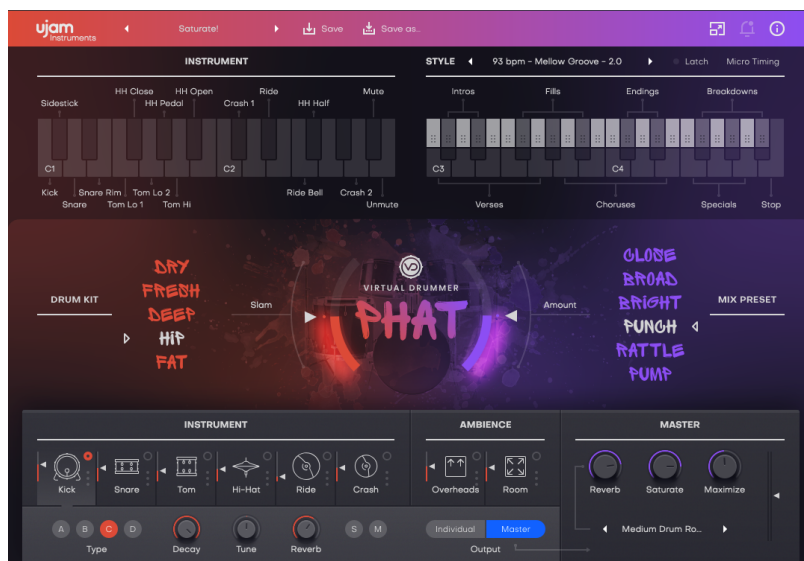 ujam
Instruments
Saturate!
Save
Save as..
INSTRUMENT
STYLE
93 bpm - Mellow Groove - 2.0
Latch
Micro Timing
HH Close
HH Open
Ride
Mute
Sidestick
HH Pedal
Crash 1
HH Half
Intros
Fills
Endings
Breakdowns
C1
C2
C3
C4
Kick
Snare Rim
Tom Lo 2
Ride Bell
Crash 2
Snare
Tom Lo 1
Tom Hi
Unmute
Verses
Choruses
Specials
Stop
DRUM KIT
DRY
FRESH
DEEP
HIP
FAT
Slam
VD
VIRTUAL DRUMMER
PHAT
Amount
CLOSE
BROAD
BRIGHT
PUNCH
RATTLE
PUMP
MIX PRESET
INSTRUMENT
AMBIENCE
MASTER
Kick
Snare
Tom
Hi-Hat
Ride
Crash
Overheads
Room
Reverb
Saturate
Maximize
A B C D
Type
Decay
Tune
Reverb
S M
Individual
Master
Output
Medium Drum Ro...